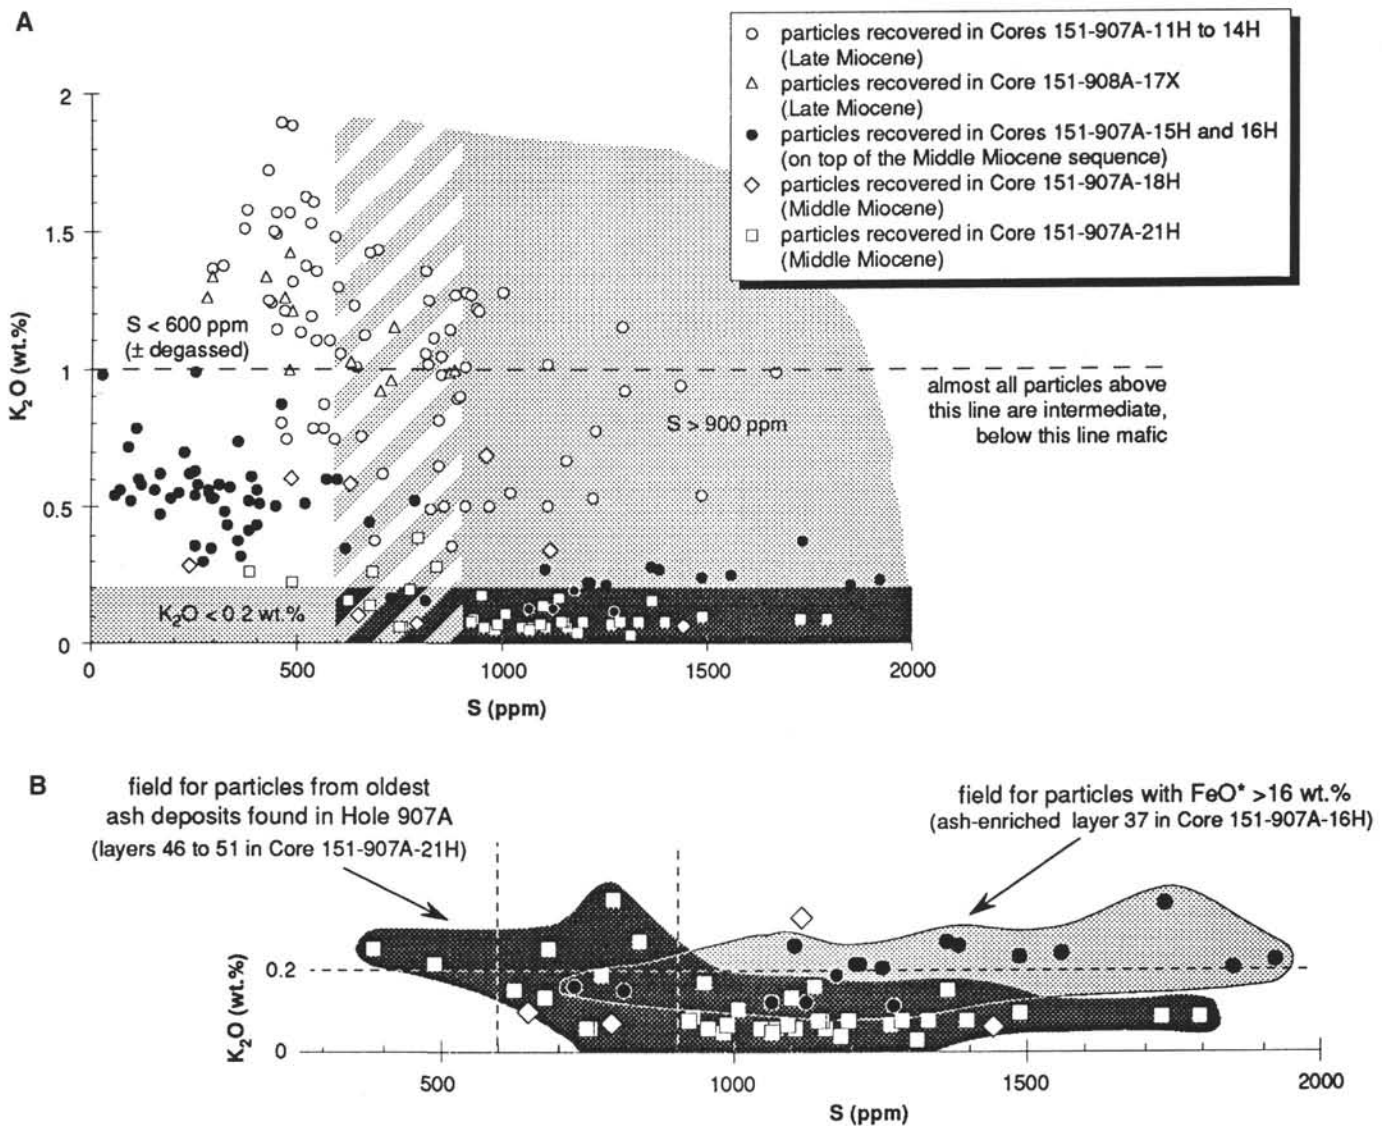 A
particles recovered in Cores 151-907A-11H to 14H
(Late Miocene)
particles recovered in Core 151-908A-17X
(Late Miocene)
particles recovered in Cores 151-907A-15H and 16H
(on top of the Middle Miocene sequence)
particles recovered in Core 151-907A-18H
(Middle Miocene)
particles recovered in Core 151-907A-21H
(Middle Miocene)
2
1.5
1
0.5
0
K₂O (wt.%)
S < 600 ppm
(± degassed)
S > 900 ppm
almost all particles above
this line are intermediate,
below this line mafic
K₂O < 0.2 wt.%
0
500
1000
1500
2000
S (ppm)
B
field for particles from oldest
ash deposits found in Hole 907A
(layers 46 to 51 in Core 151-907A-21H)
field for particles with FeO* >16 wt.%
(ash-enriched layer 37 in Core 151-907A-16H)
K₂O (wt.%)
0.2
0
500
1000
1500
2000
S (ppm)